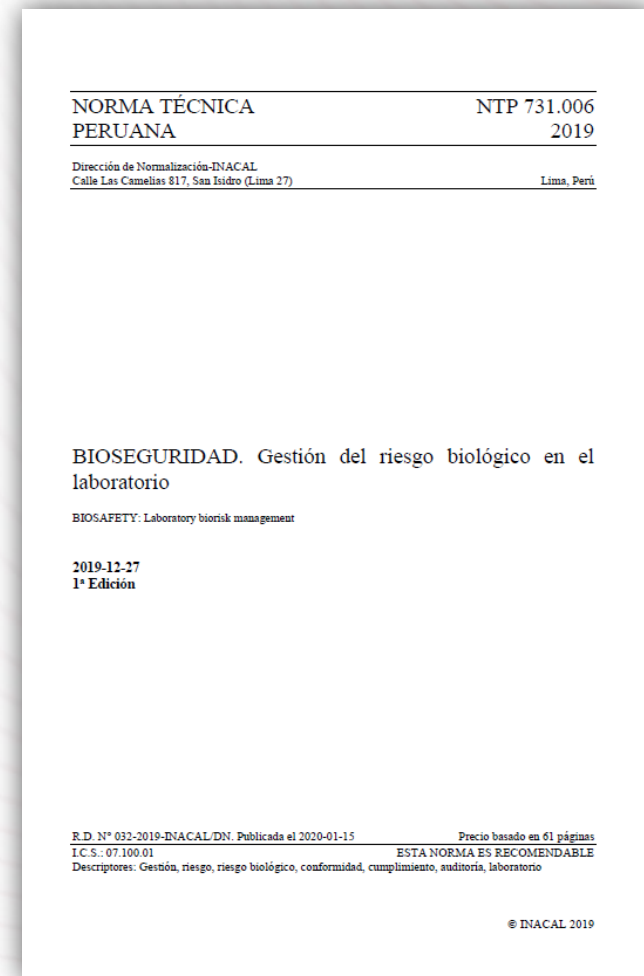 NORMA TÉCNICA NTP 731.006
PERUANA 2019
Dirección de Normalización-INACAL
Calle Las Camelias 817, San Isidro (Lima 27) Lima, Perú
BIOSEGURIDAD. Gestión del riesgo biológico en el
laboratorio
BIOSAFETY: Laboratory biorisk management
2019-12-27
1ª Edición
R.D. N° 032-2019-INACAL/DN. Publicada el 2020-01-15 Precio basado en 61 páginas
I.C.S.: 07.100.01 ESTA NORMA ES RECOMENDABLE
Descriptores: Gestión, riesgo, riesgo biológico, conformidad, cumplimiento, auditoría, laboratorio
© INACAL 2019